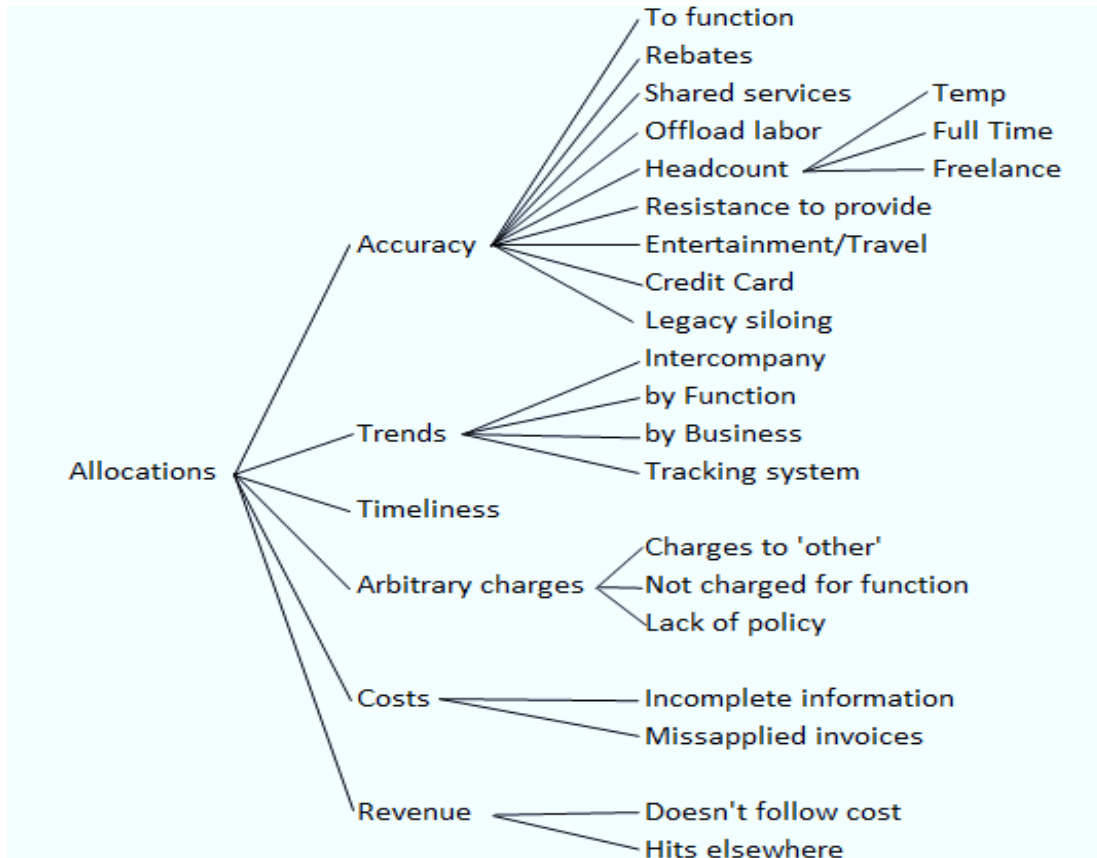 To function
Rebates
Shared services
Temp
Offload labor
Full Time
Headcount
Freelance
Resistance to provide
Accuracy
Entertainment/Travel
Credit Card
Legacy siloing
Intercompany
by Function
Trends
by Business
Allocations
Tracking system
Timeliness
Charges to 'other'
Arbitrary charges
Not charged for function
Lack of policy
Costs
Incomplete information
Missapplied invoices
Revenue
Doesn't follow cost
Hits elsewhere